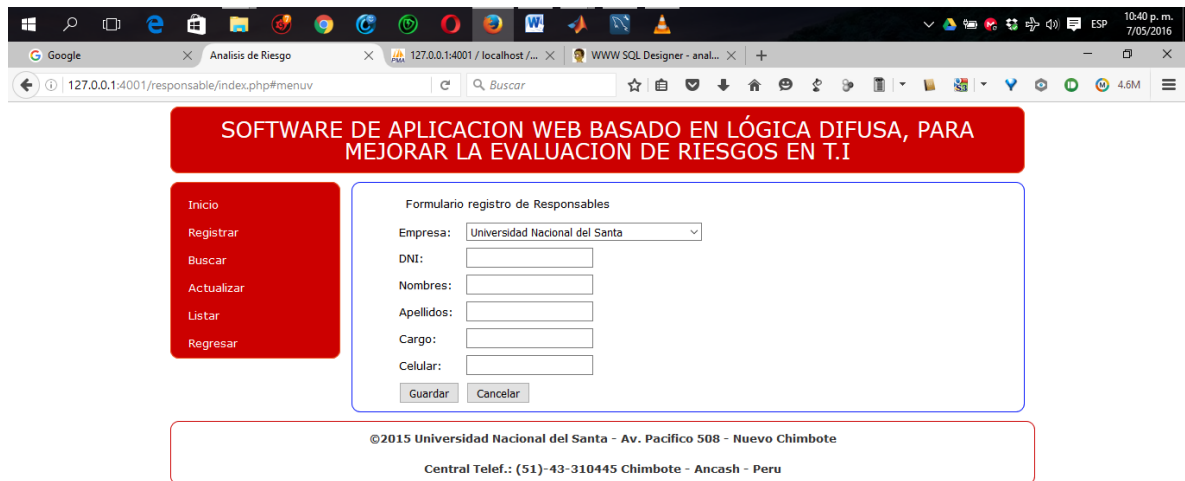 ESP
10:40 p. m.
7/05/2016
Google
Analisis de Riesgo
127.0.0.1:4001 / localhost /...
WWW SQL Designer - anal...
127.0.0.1:4001/responsable/index.php#menuv
Buscar
4.6M
SOFTWARE DE APLICACION WEB BASADO EN LÓGICA DIFUSA, PARA
MEJORAR LA EVALUACION DE RIESGOS EN T.I
Inicio
Registrar
Buscar
Actualizar
Listar
Regresar
Formulario registro de Responsables
Empresa: Universidad Nacional del Santa
DNI:
Nombres:
Apellidos:
Cargo:
Celular:
Guardar Cancelar
©2015 Universidad Nacional del Santa - Av. Pacifico 508 - Nuevo Chimbote
Central Telef.: (51)-43-310445 Chimbote - Ancash - Peru